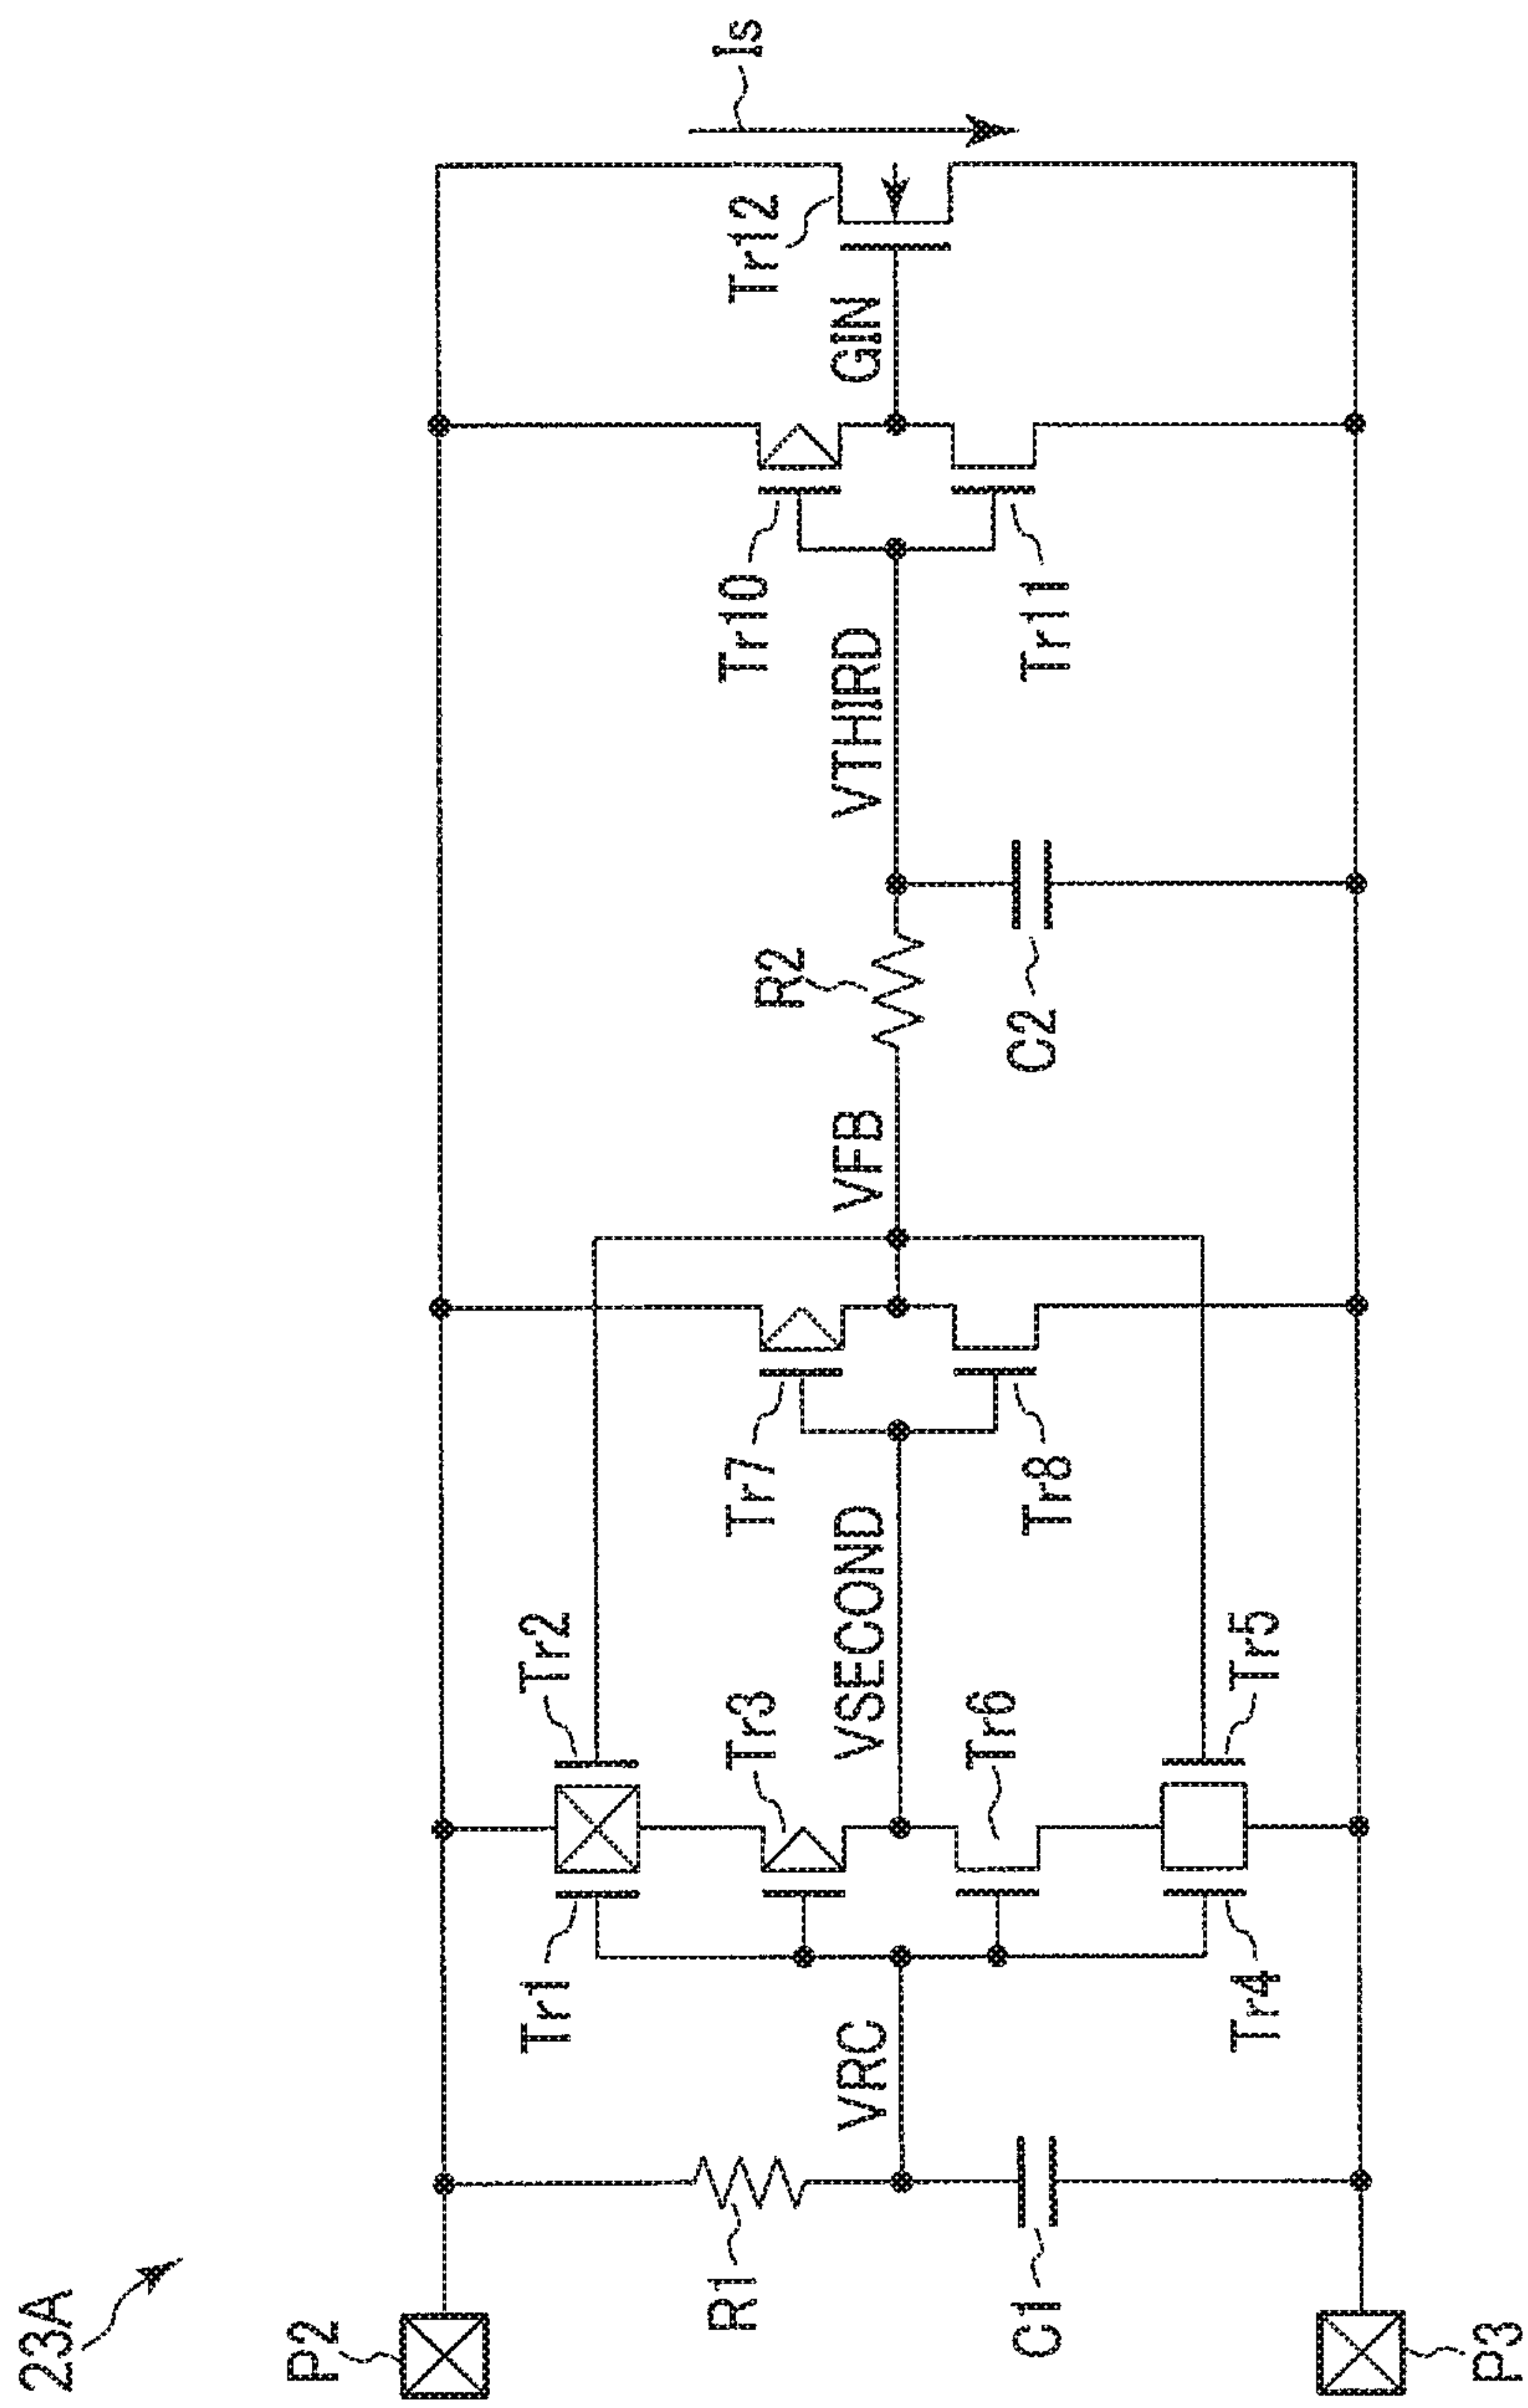 23A
P2
P3
R1
C1
VRC
Tr1
Tr2
Tr3
Tr6
Tr4
Tr5
VSECOND
Tr7
Tr8
VFB
R2
C2
VTHIRD
Tr10
Tr11
GIN
Tr12
Is